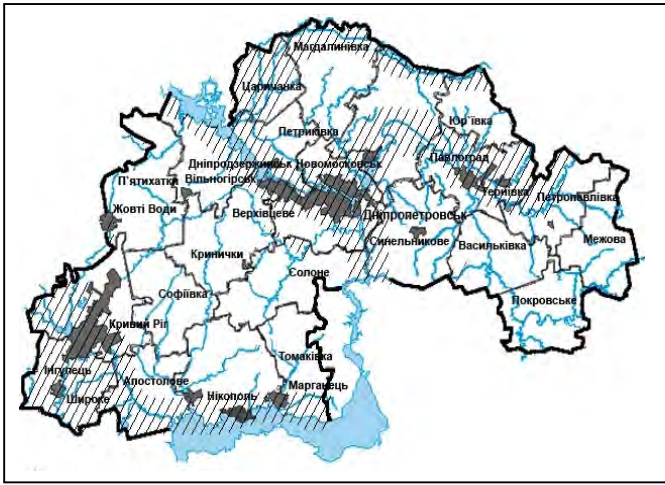 Магдалинівка
Царичанка
Юр'ївка
Петриківка
Павлоград
Дніпродзержинськ
Новомосковськ
П'ятихатки
Вільногірськ
Тернівка
Петропавлівка
Жовті Води
Верхівцеве
Дніпропетровськ
Синельникове
Васильківка
Межова
Кринички
Солоне
Софіївка
Покровське
Кривий Ріг
Томаківка
Інгулець
Апостолове
Широке
Нікополь
Марганець